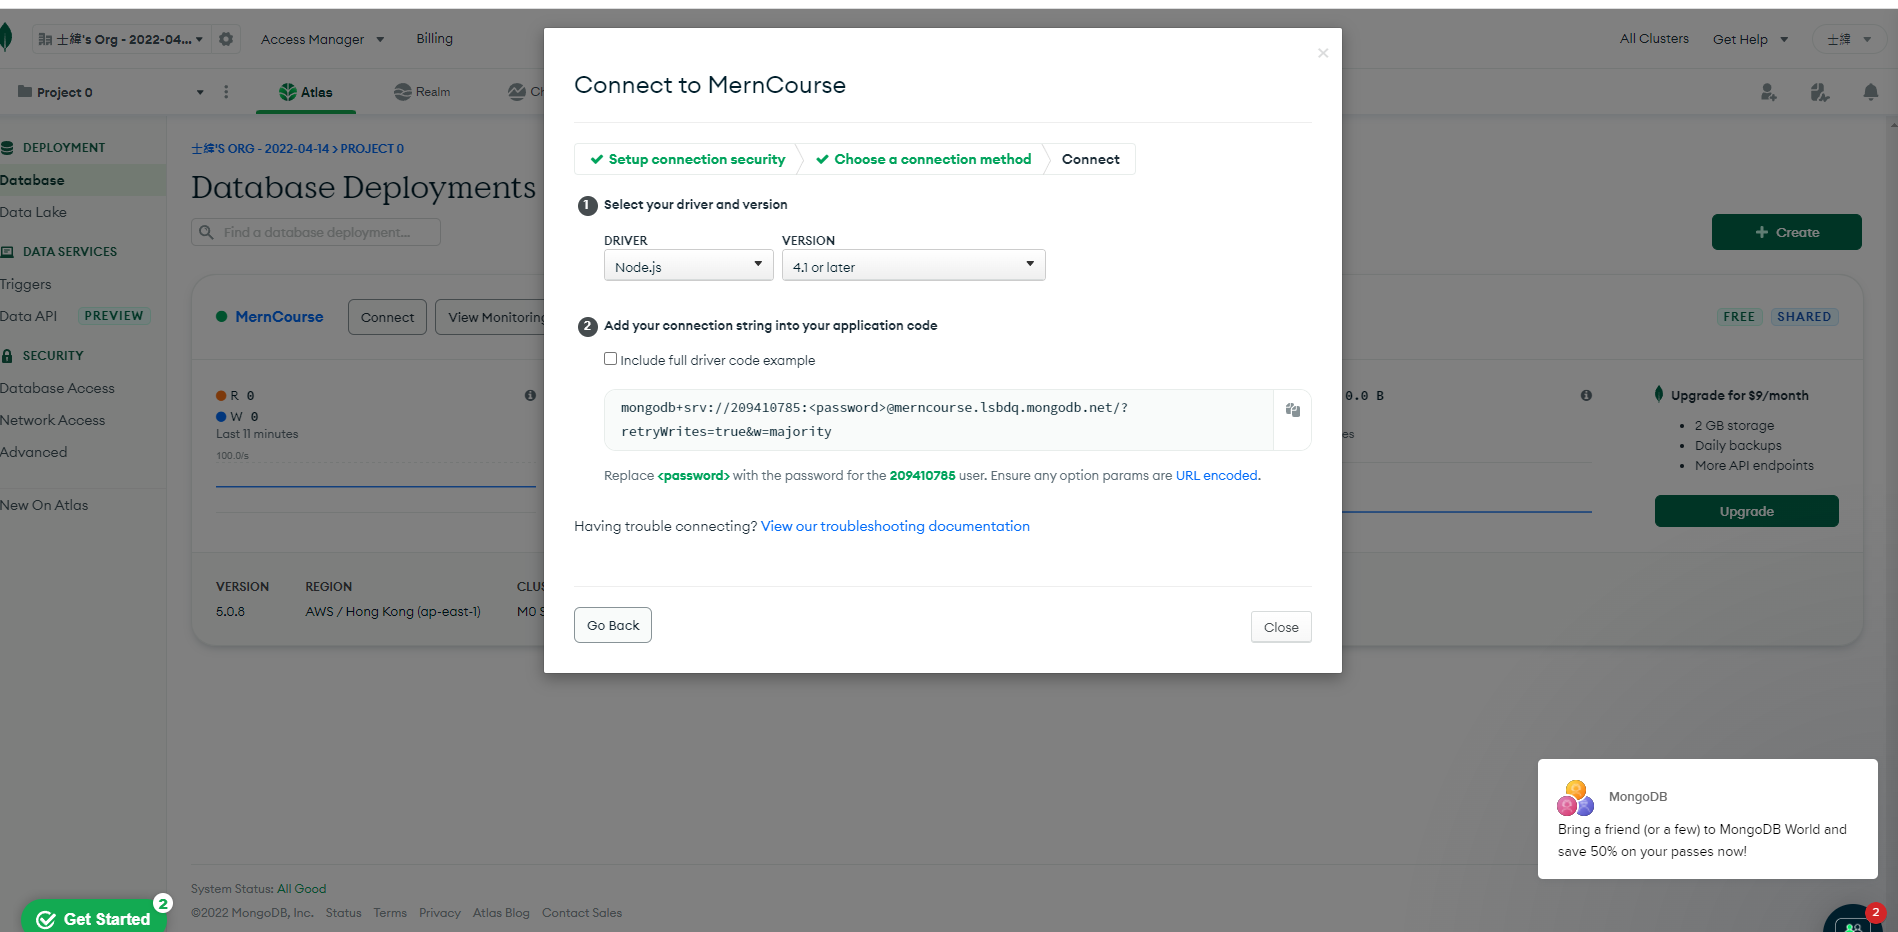 士緯's Org - 2022-04...
Access Manager
Billing
All Clusters
Get Help
士緯
Project 0
Atlas
Realm
DEPLOYMENT
Database
Data Lake
DATA SERVICES
Triggers
Data API PREVIEW
SECURITY
Database Access
Network Access
Advanced
New On Atlas
士緯'S ORG - 2022-04-14 > PROJECT 0
Database Deployments
Find a database deployment...
+ Create
MernCourse
Connect
View Monitoring
FREE SHARED
R 0
W 0
Last 11 minutes
100.0/s
0.0 B
Upgrade for $9/month
2 GB storage
Daily backups
More API endpoints
Upgrade
VERSION
5.0.8
REGION
AWS / Hong Kong (ap-east-1)
M0
Connect to MernCourse
Setup connection security
Choose a connection method
Connect
1 Select your driver and version
DRIVER
Node.js
VERSION
4.1 or later
2 Add your connection string into your application code
Include full driver code example
mongodb+srv://209410785:<password>@merncourse.lsbdq.mongodb.net/?
retryWrites=true&w=majority
Replace <password> with the password for the 209410785 user. Ensure any option params are URL encoded.
Having trouble connecting? View our troubleshooting documentation
Go Back
Close
MongoDB
Bring a friend (or a few) to MongoDB World and
save 50% on your passes now!
System Status: All Good
©2022 MongoDB, Inc. Status Terms Privacy Atlas Blog Contact Sales
Get Started
2
2